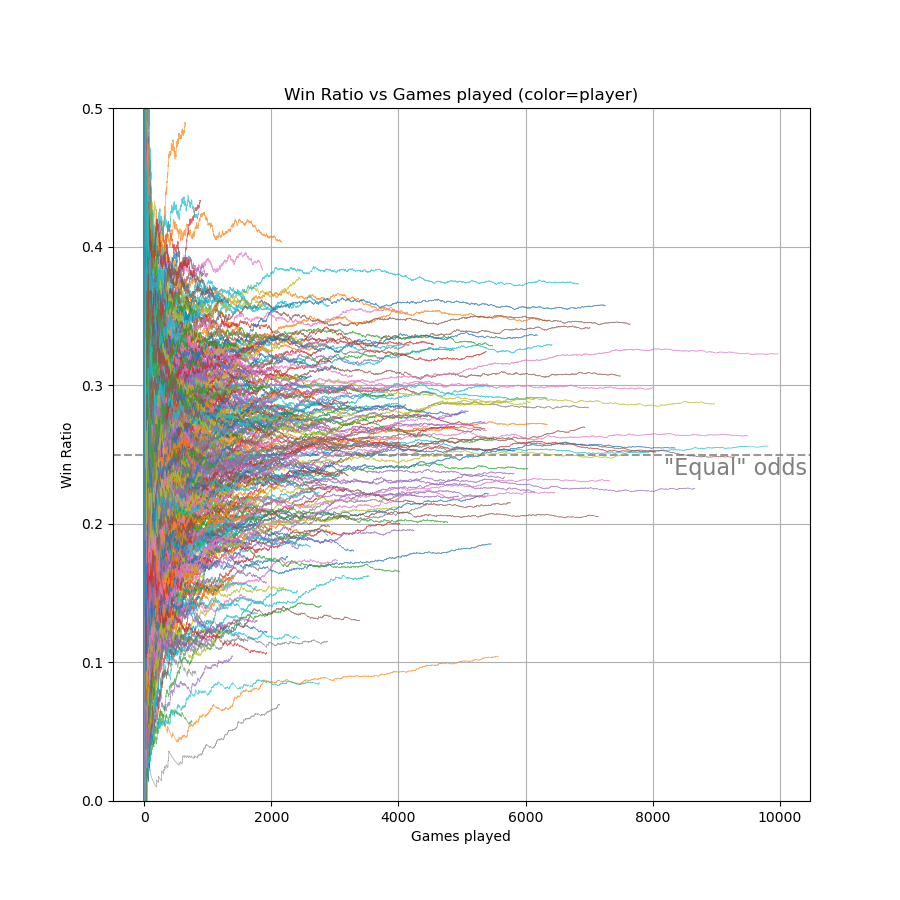 Win Ratio vs Games played (color=player)
0.5
0.4
0.3
0.2
0.1
0.0
Win Ratio
"Equal" odds
0 2000 4000 6000 8000 10000
Games played